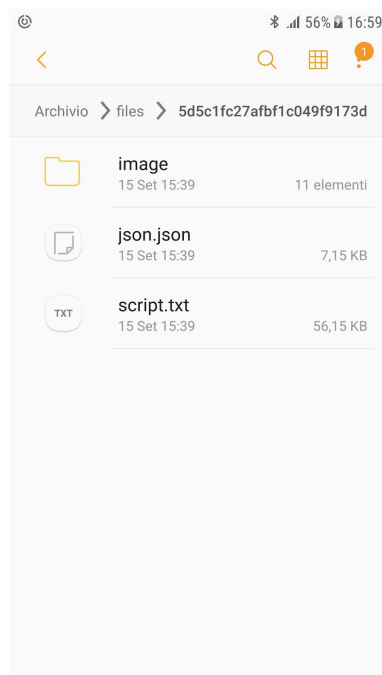 56% 16:59
1
Archivio files 5d5c1fc27afbf1c049f9173d
image
15 Set 15:39 11 elementi
json.json
15 Set 15:39 7,15 KB
TXT
script.txt
15 Set 15:39 56,15 KB